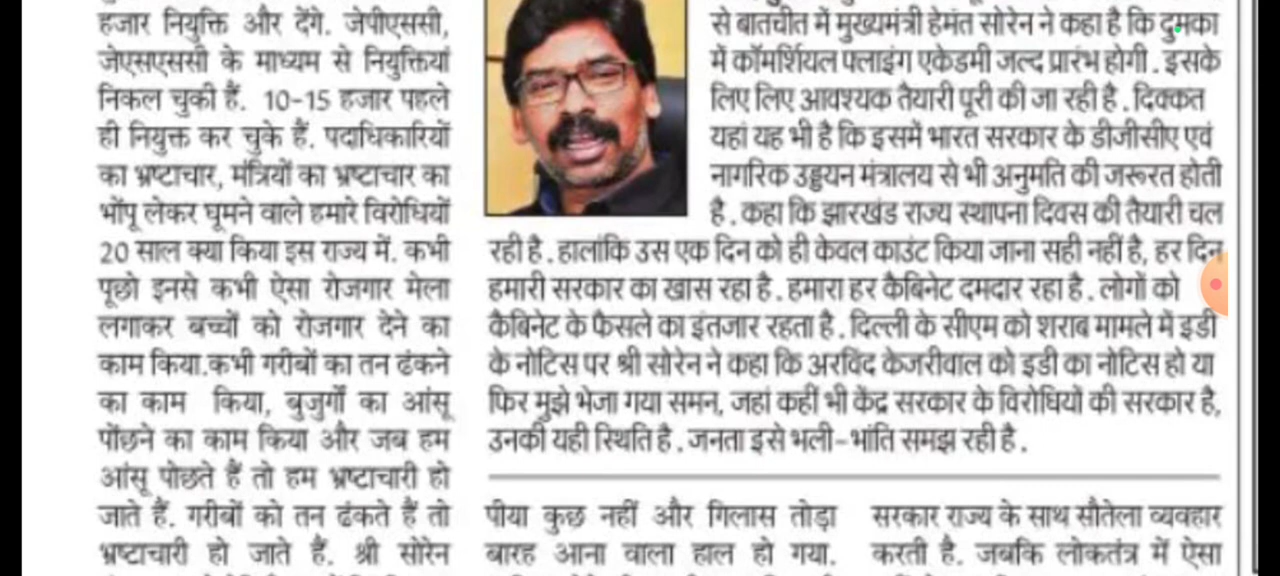 हजार नियुक्ति और देंगे. जेपीएससी,
जेएसएससी के माध्यम से नियुक्तियां
निकल चुकी हैं. 10-15 हजार पहले
ही नियुक्त कर चुके हैं. पदाधिकारियों
का भ्रष्टाचार, मंत्रियों का भ्रष्टाचार का
भोंपू लेकर घूमने वाले हमारे विरोधियों
20 साल क्या किया इस राज्य में. कभी
पूछो इनसे कभी ऐसा रोजगार मेला
लगाकर बच्चों को रोजगार देने का
काम किया.कभी गरीबों का तन ढंकने
का काम किया, बुजुर्गों का आंसू
पोंछने का काम किया और जब हम
आंसू पोछते हैं तो हम भ्रष्टाचारी हो
जाते हैं. गरीबों को तन ढंकते हैं तो
भ्रष्टाचारी हो जाते हैं. श्री सोरेन
से बातचीत में मुख्यमंत्री हेमंत सोरेन ने कहा है कि दुमका
में कॉमर्शियल फ्लाइंग एकेडमी जल्द प्रारंभ होगी. इसके
लिए लिए आवश्यक तैयारी पूरी की जा रही है. दिक्कत
यहां यह भी है कि इसमें भारत सरकार के डीजीसीए एवं
नागरिक उड्डयन मंत्रालय से भी अनुमति की जरूरत होती
है. कहा कि झारखंड राज्य स्थापना दिवस की तैयारी चल
रही है. हालांकि उस एक दिन को ही केवल काउंट किया जाना सही नहीं है, हर दिन
हमारी सरकार का खास रहा है. हमारा हर कैबिनेट दमदार रहा है. लोगों को
कैबिनेट के फैसले का इंतजार रहता है. दिल्ली के सीएम को शराब मामले में इडी
के नोटिस पर श्री सोरेन ने कहा कि अरविंद केजरीवाल को इडी का नोटिस हो या
फिर मुझे भेजा गया समन, जहां कहीं भी केंद्र सरकार के विरोधियों की सरकार है,
उनकी यही स्थिति है. जनता इसे भली-भांति समझ रही है.
पीया कुछ नहीं और गिलास तोड़ा
बारह आना वाला हाल हो गया.
सरकार राज्य के साथ सौतेला व्यवहार
करती है. जबकि लोकतंत्र में ऐसा